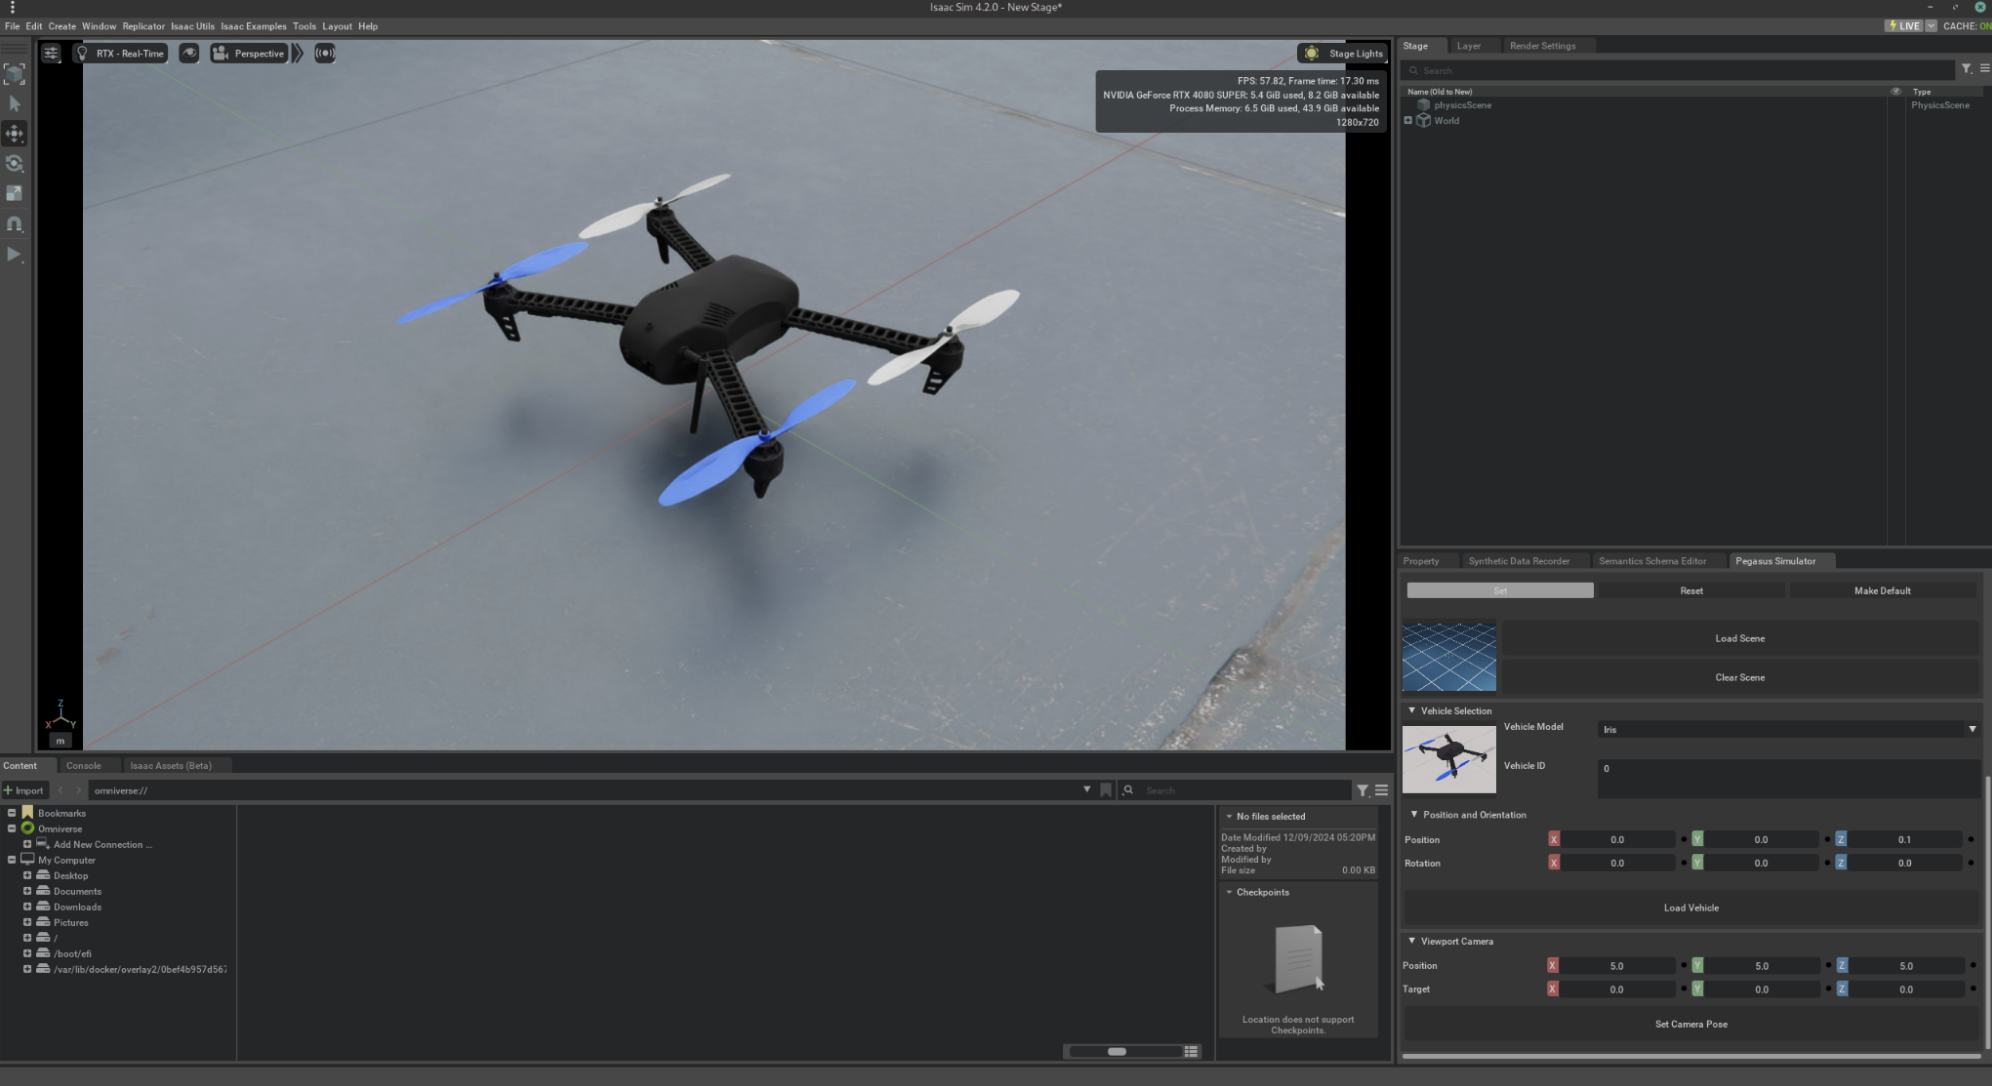 Isaac Sim 4.2.0 - New Stage*
File Edit Create Window Replicator Isaac Utils Isaac Examples Tools Layout Help
LIVE CACHE: ON
RTX - Real-Time Perspective Stage Lights
FPS: 57.82, Frame time: 17.30 ms
NVIDIA GeForce RTX 4080 SUPER: 5.4 GiB used, 8.2 GiB available
Process Memory: 6.5 GiB used, 43.9 GiB available
1280x720
Z
X Y
m
Stage Layer Render Settings
Search
Name (Old to New) Type
physicsScene PhysicsScene
World
Property Synthetic Data Recorder Semantics Schema Editor Pegasus Simulator
Set Reset Make Default
Load Scene
Clear Scene
Vehicle Selection
Vehicle Model Iris
Vehicle ID 0
Position and Orientation
Position X 0.0 Y 0.0 Z 0.1
Rotation X 0.0 Y 0.0 Z 0.0
Load Vehicle
Viewport Camera
Position X 5.0 Y 5.0 Z 5.0
Target X 0.0 Y 0.0 Z 0.0
Set Camera Pose
Content Console Isaac Assets (Beta)
Import omniverse:// Search
Bookmarks
Omniverse
Add New Connection ...
My Computer
Desktop
Documents
Downloads
Pictures
/
/boot/efi
/var/lib/docker/overlay2/0bef4b957d567
No files selected
Date Modified 12/09/2024 05:20PM
Created by
Modified by
File size 0.00 KB
Checkpoints
Location does not support
Checkpoints.